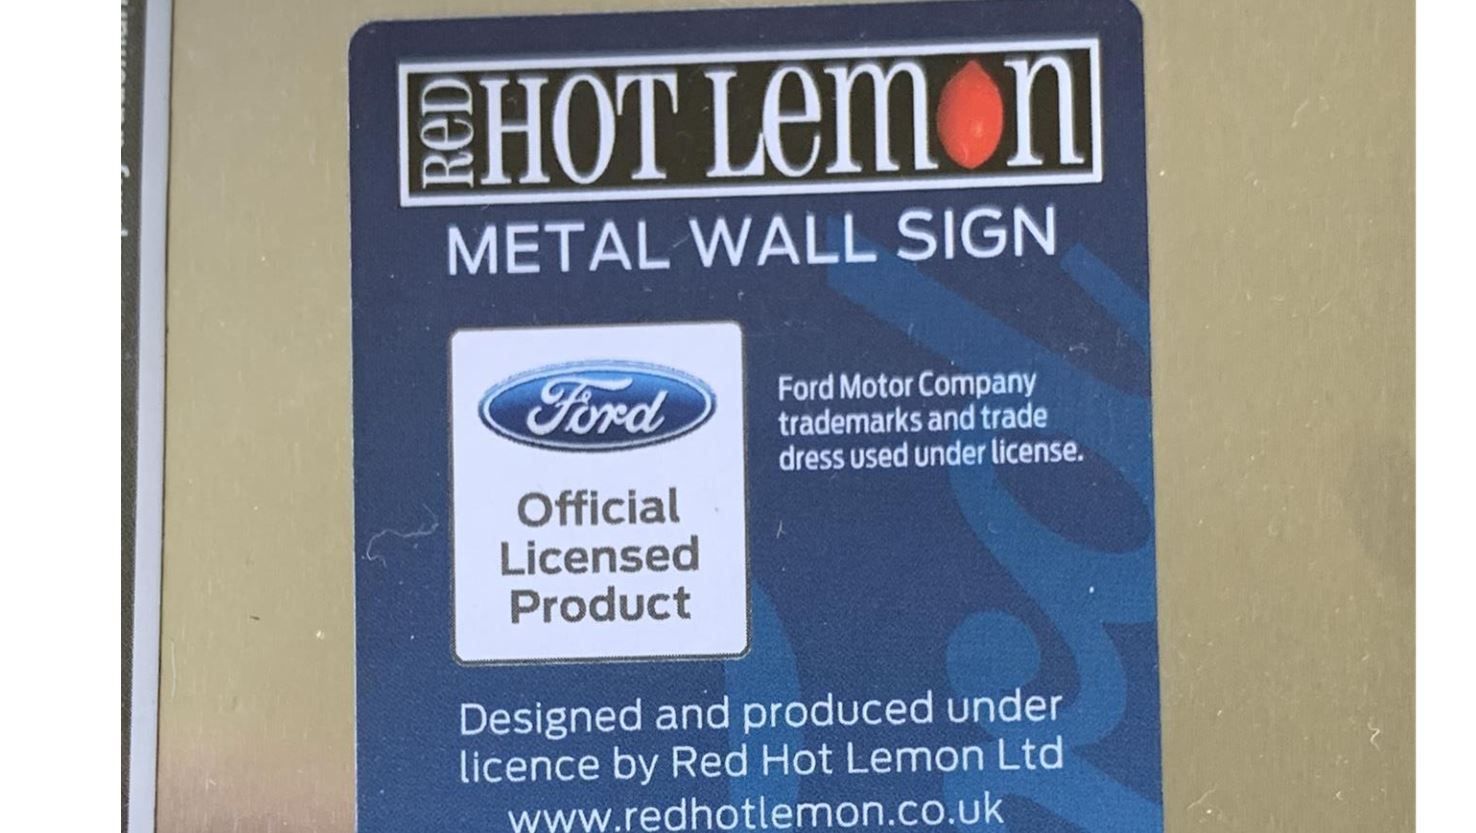 Red HOT Lemon
METAL WALL SIGN
Ford
Official
Licensed
Product
Ford Motor Company
trademarks and trade
dress used under license.
Designed and produced under
licence by Red Hot Lemon Ltd
www.redhotlemon.co.uk